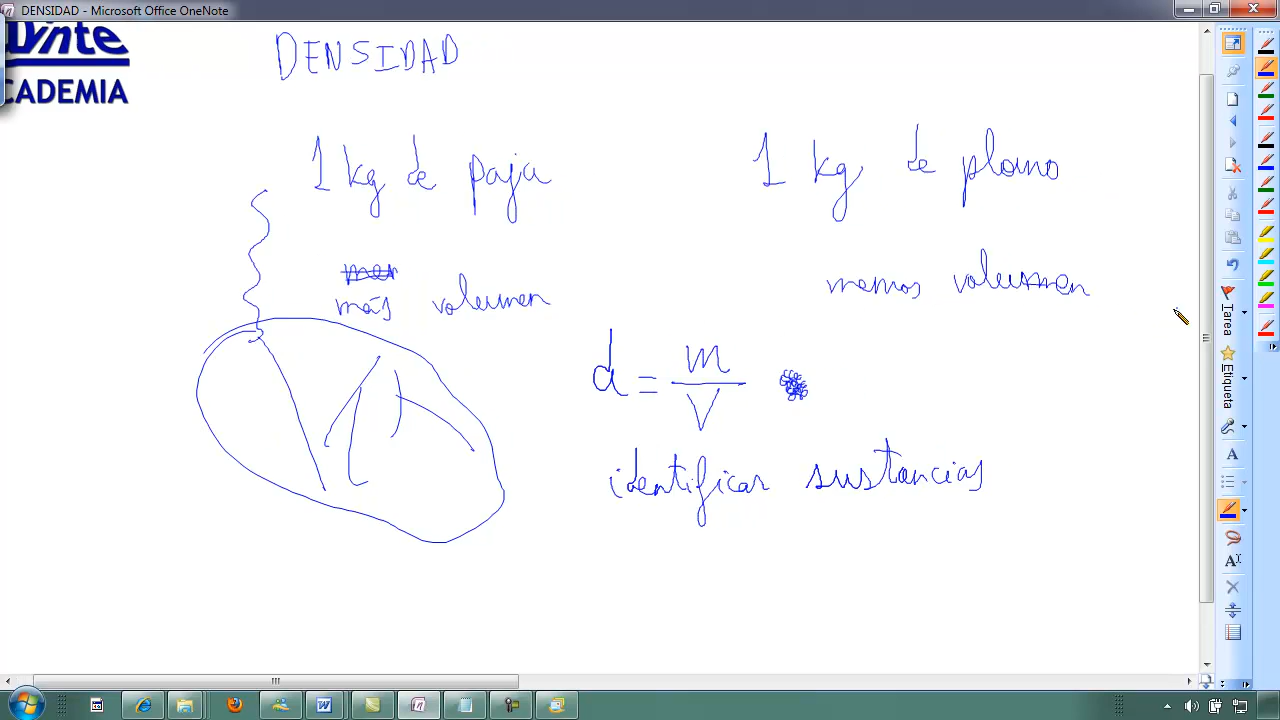 DENSIDAD - Microsoft Office OneNote
CADEMIA
DENSIDAD
1 kg de paja
1 kg de plomo
más volumen
menos volumen
d = m
V
identificar sustancias
Tarea
Etiqueta